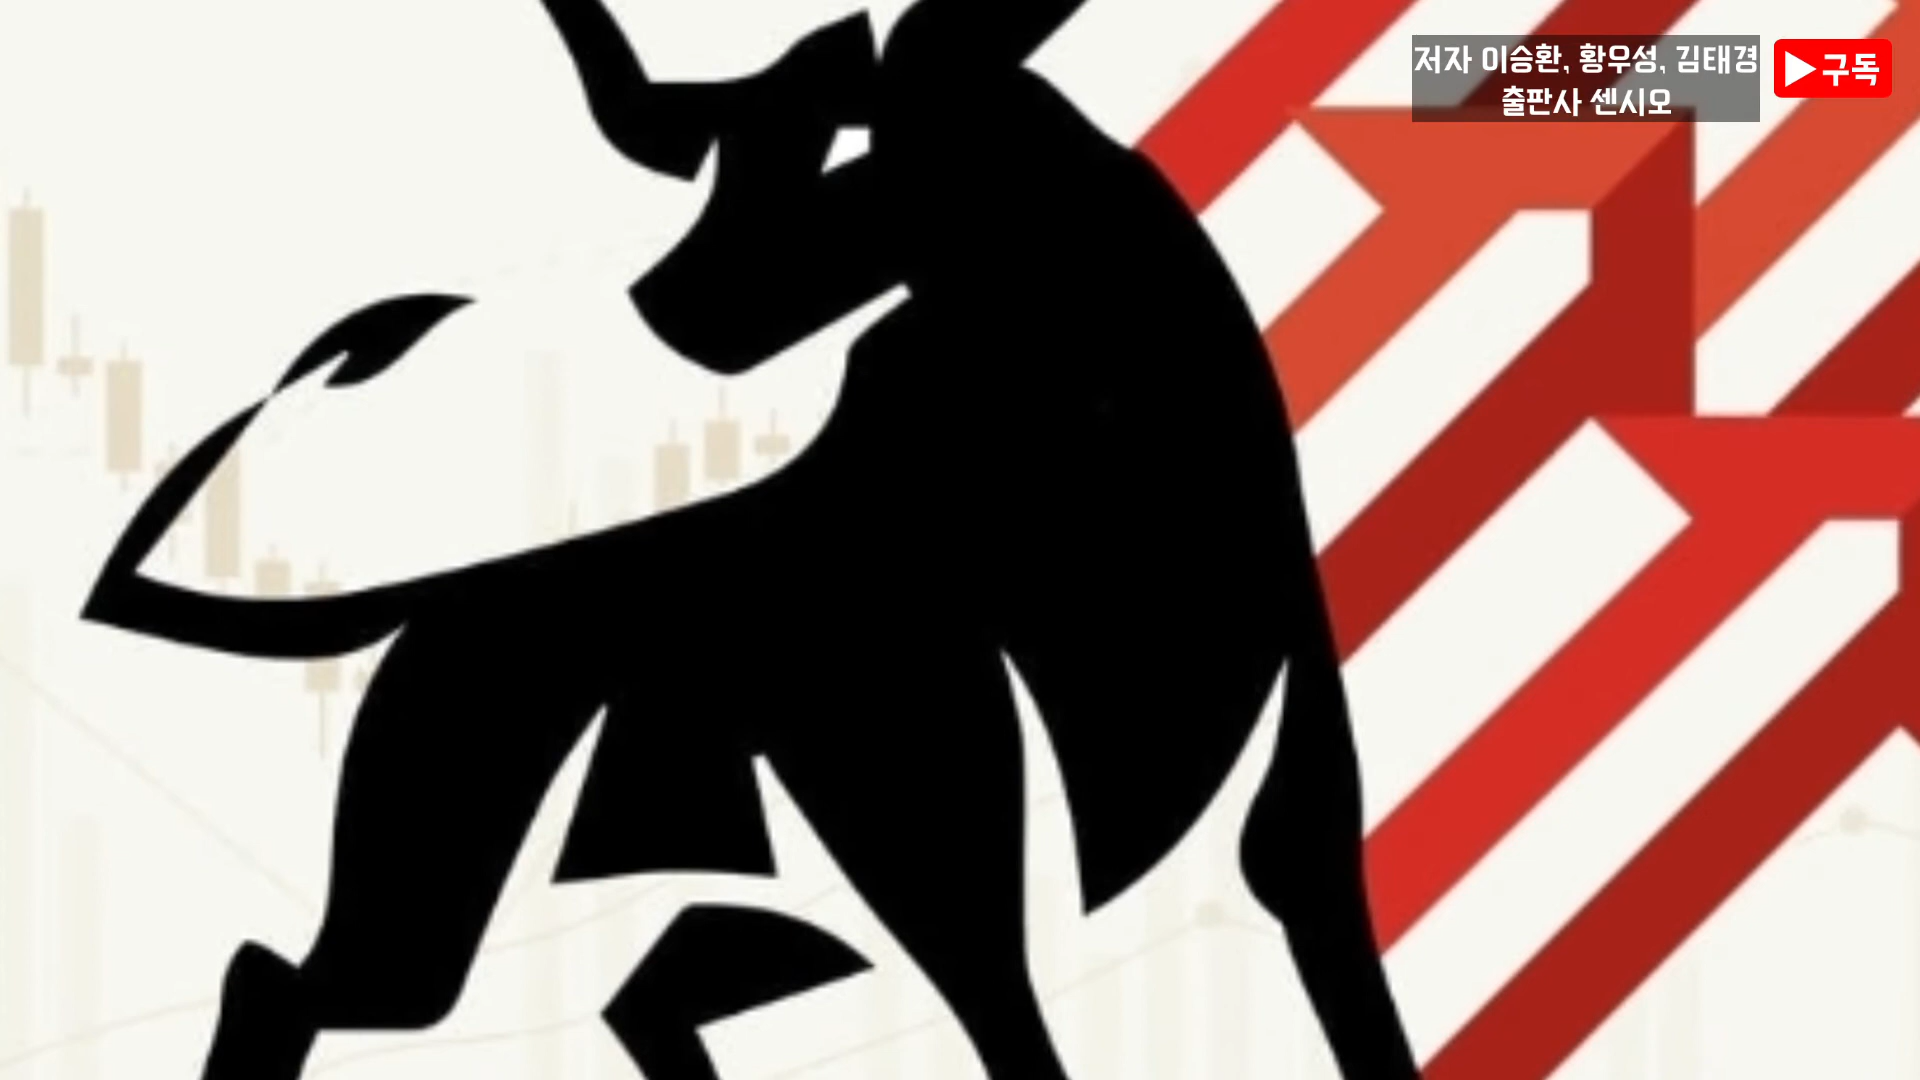 저자 이승환, 황우성, 김태경
출판사 센시오
구독